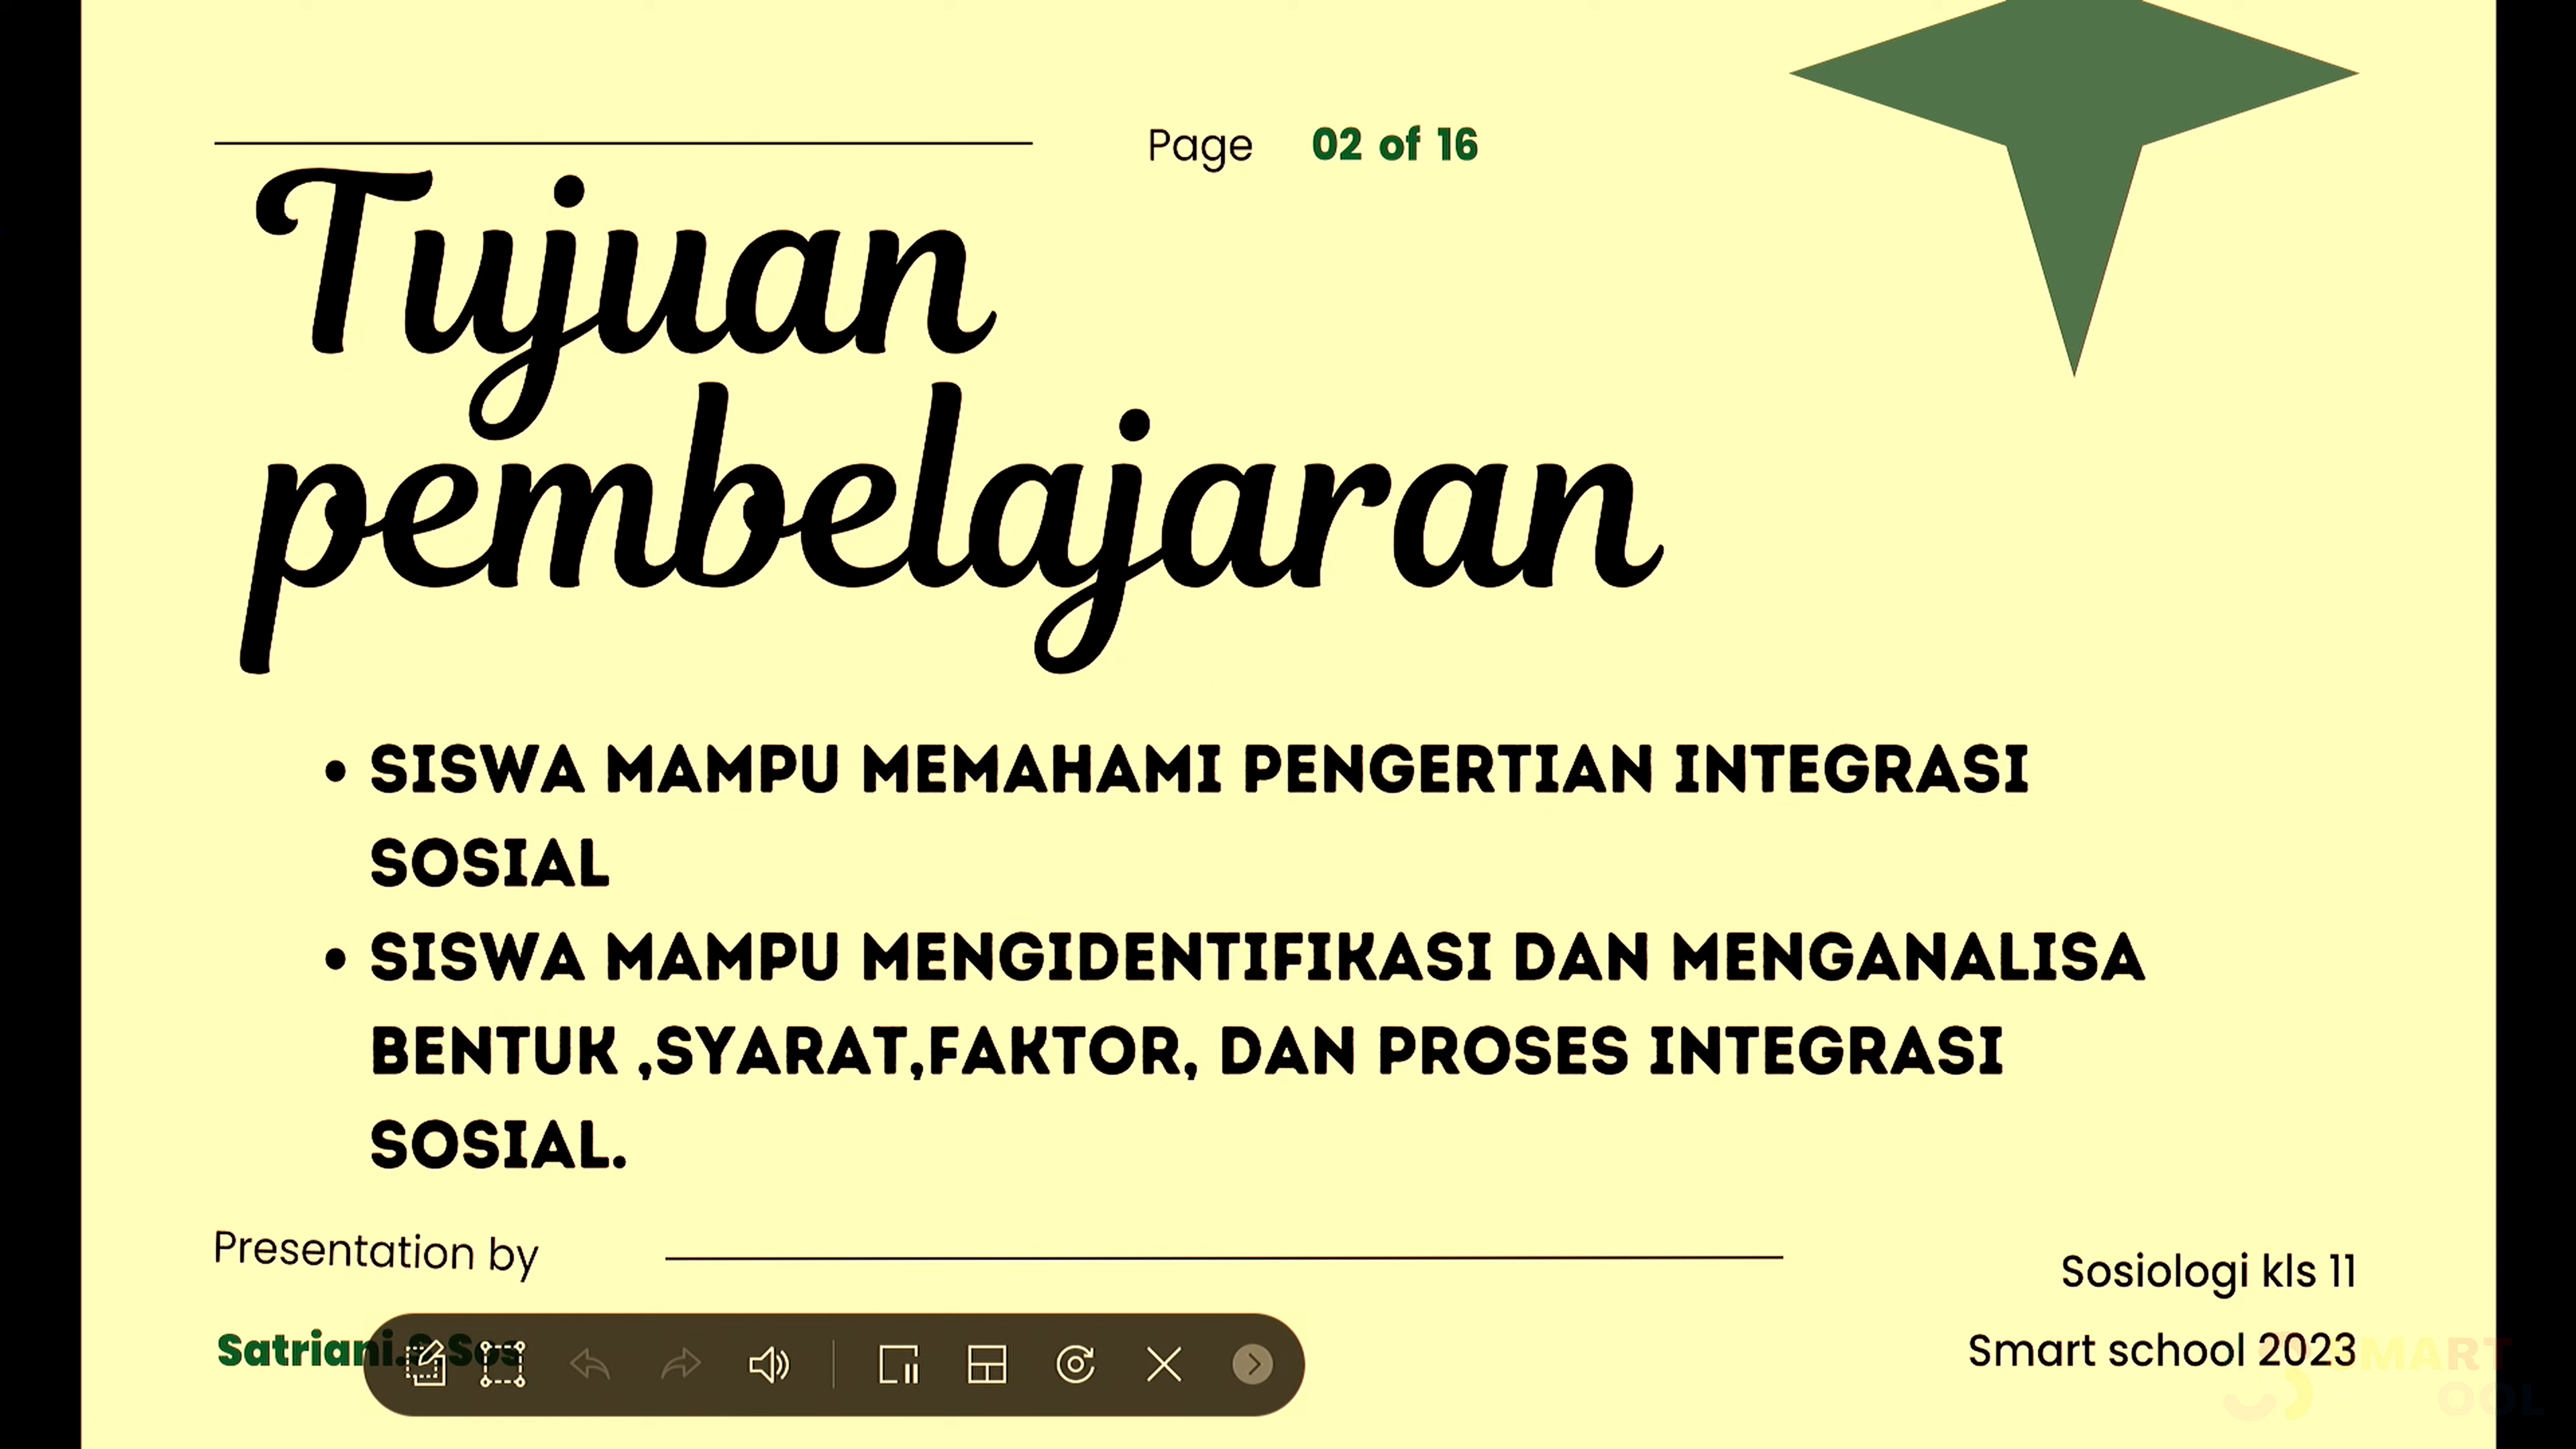 Page 02 of 16
Tujuan
pembelajaran
• SISWA MAMPU MEMAHAMI PENGERTIAN INTEGRASI
SOSIAL
• SISWA MAMPU MENGIDENTIFIKASI DAN MENGANALISA
BENTUK ,SYARAT,FAKTOR, DAN PROSES INTEGRASI
SOSIAL.
Presentation by
Satriani.S.Sos
Sosiologi kls 11
Smart school 2023